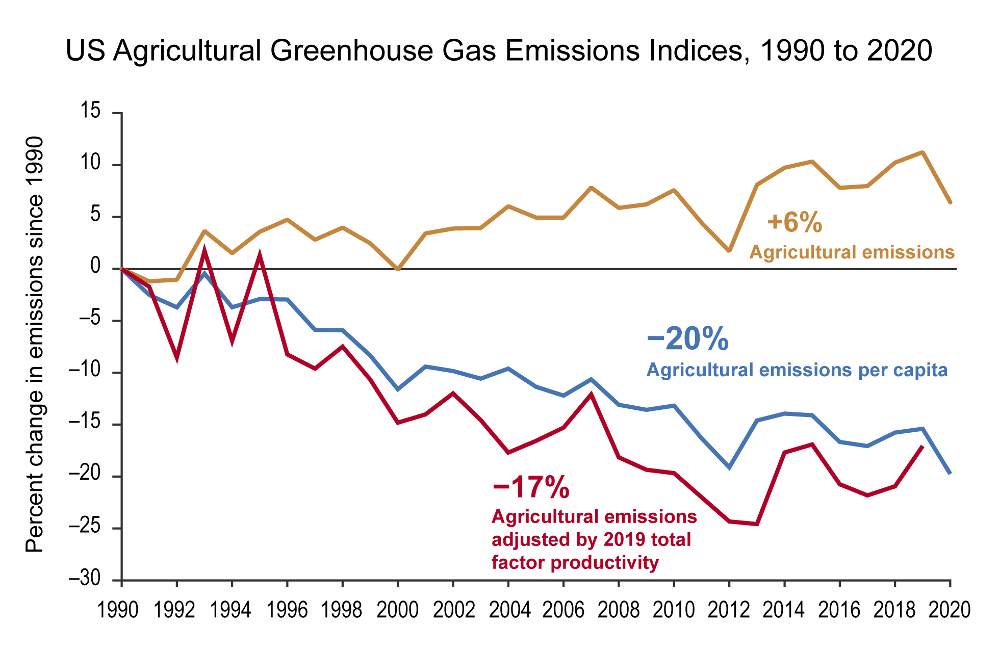 US Agricultural Greenhouse Gas Emissions Indices, 1990 to 2020
Percent change in emissions since 1990
15
10
5
0
–5
–10
–15
–20
–25
–30
+6%
Agricultural emissions
−20%
Agricultural emissions per capita
−17%
Agricultural emissions
adjusted by 2019 total
factor productivity
1990 1992 1994 1996 1998 2000 2002 2004 2006 2008 2010 2012 2014 2016 2018 2020